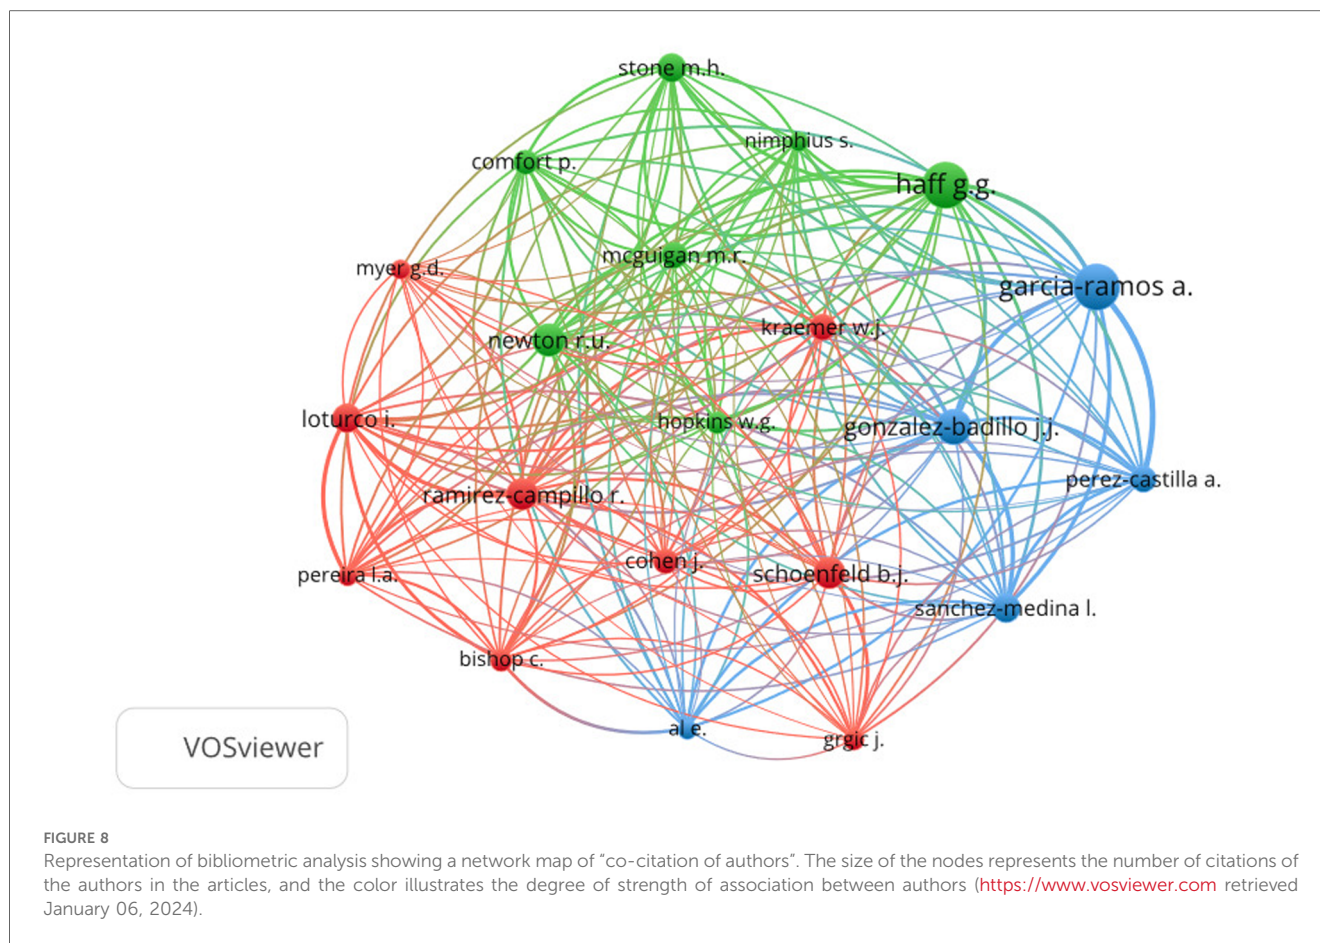 stone m.h.
nimphius s.
comfort p.
haff g.g.
mcguigan m.r.
myer g.d.
garcia-ramos a.
kraemer w.j.
newton r.u.
loturco i.
hopkins w.g.
gonzalez-badillo j.j.
perez-castilla a.
ramirez-campillo r.
cohen j.
schoenfeld b.j.
pereira l.a.
sanchez-medina l.
bishop c.
al e.
grgic j.
VOSviewer
FIGURE 8
Representation of bibliometric analysis showing a network map of “co-citation of authors”. The size of the nodes represents the number of citations of
the authors in the articles, and the color illustrates the degree of strength of association between authors (https://www.vosviewer.com retrieved
January 06, 2024).